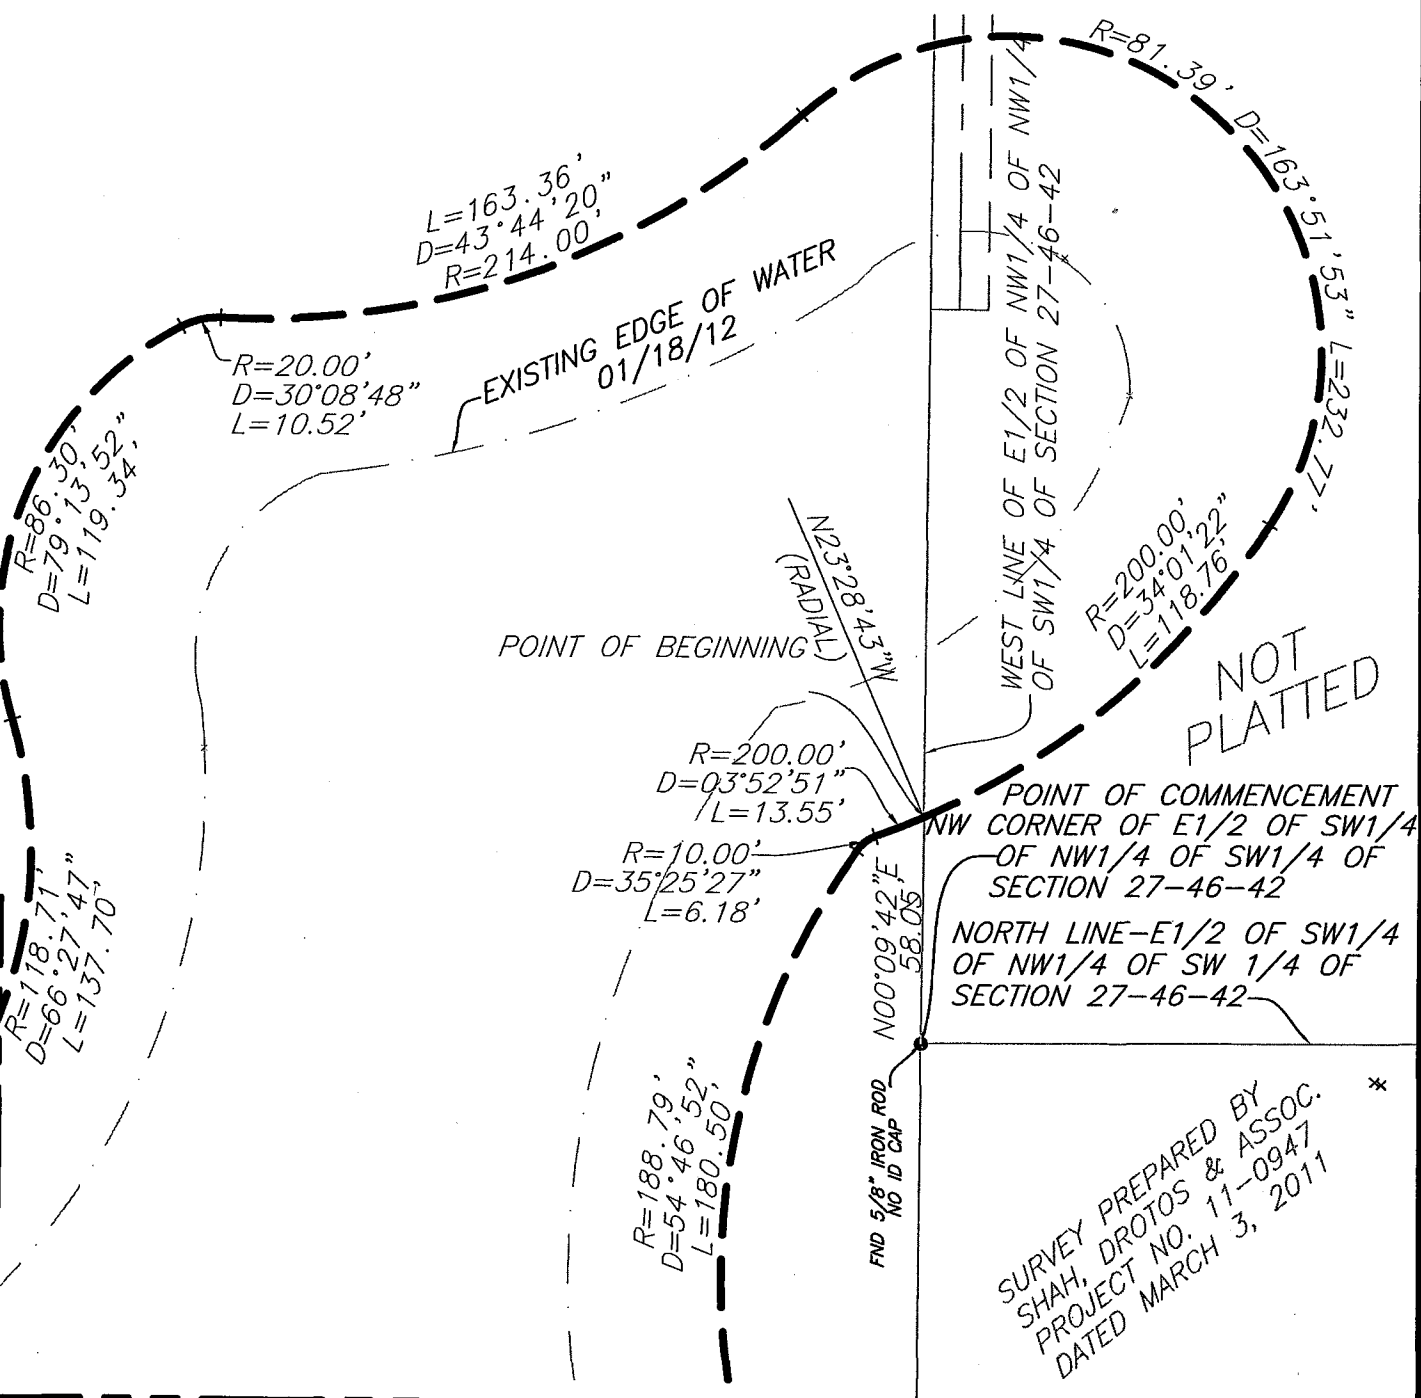 R=81.39' D=163°51'53" L=232.77'
L=163.36'
D=43°44'20"
R=214.00'
WEST LINE OF E1/2 OF NW1/4 OF NW1/4
OF SW1/4 OF SECTION 27-46-42
EXISTING EDGE OF WATER
01/18/12
R=20.00'
D=30°08'48"
L=10.52'
R=86.30'
D=79°13'52"
L=119.34'
N23°28'43"W
(RADIAL)
R=200.00'
D=34°01'22"
L=118.76'
POINT OF BEGINNING
NOT
PLATTED
R=200.00'
D=03°52'51"
L=13.55'
POINT OF COMMENCEMENT
NW CORNER OF E1/2 OF SW1/4
OF NW1/4 OF SW1/4 OF
SECTION 27-46-42
R=10.00'
D=35°25'27"
L=6.18'
N00°09'42"E
58.05'
NORTH LINE-E1/2 OF SW1/4
OF NW1/4 OF SW 1/4 OF
SECTION 27-46-42
R=118.71'
D=66°27'47"
L=137.70'
R=188.79'
D=54°46'52"
L=180.50'
FND 5/8" IRON ROD
NO ID CAP
SURVEY PREPARED BY
SHAH, DROTOS & ASSOC.
PROJECT NO. 11-0947
DATED MARCH 3, 2011